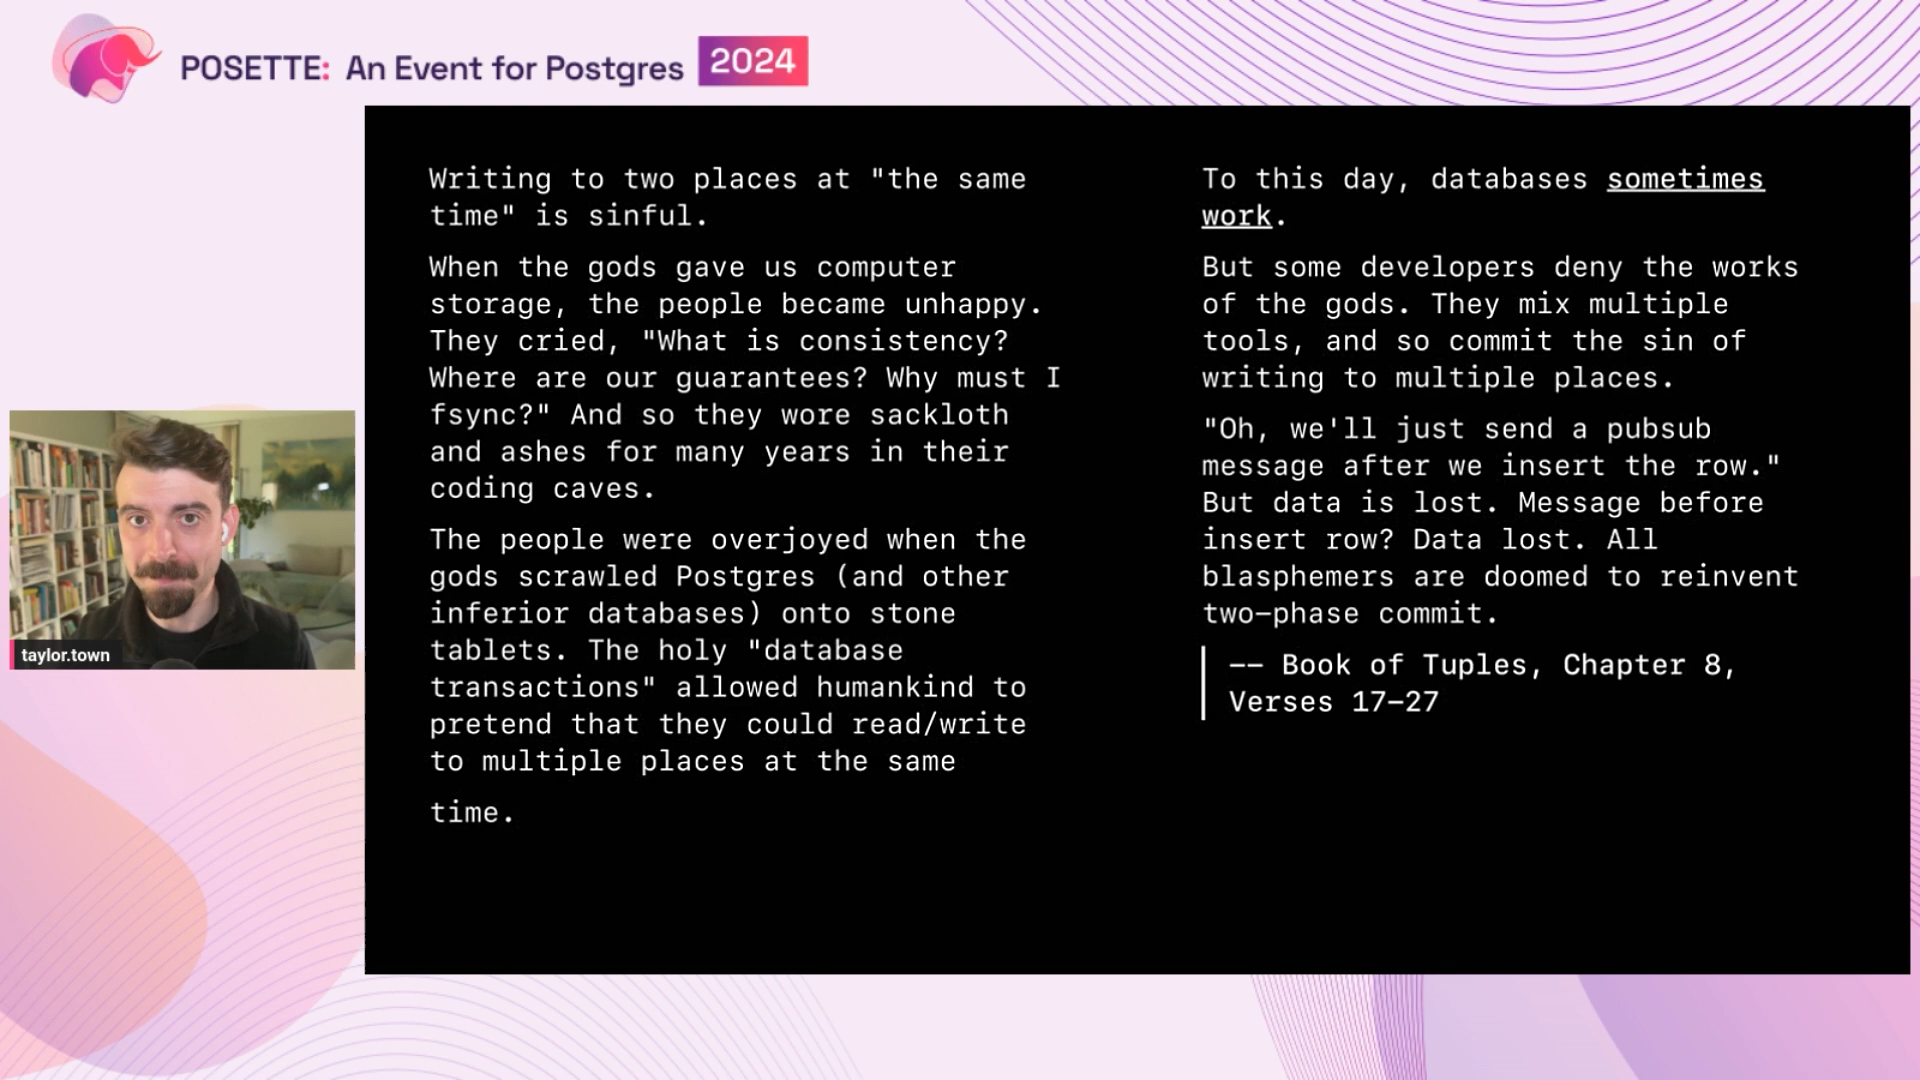 POSETTE: An Event for Postgres 2024
Writing to two places at "the same
time" is sinful.
When the gods gave us computer
storage, the people became unhappy.
They cried, "What is consistency?
Where are our guarantees? Why must I
fsync?" And so they wore sackloth
and ashes for many years in their
coding caves.
The people were overjoyed when the
gods scrawled Postgres (and other
inferior databases) onto stone
tablets. The holy "database
transactions" allowed humankind to
pretend that they could read/write
to multiple places at the same
time.
To this day, databases sometimes
work.
But some developers deny the works
of the gods. They mix multiple
tools, and so commit the sin of
writing to multiple places.
"Oh, we'll just send a pubsub
message after we insert the row."
But data is lost. Message before
insert row? Data lost. All
blasphemers are doomed to reinvent
two-phase commit.
-- Book of Tuples, Chapter 8,
Verses 17-27
taylor.town